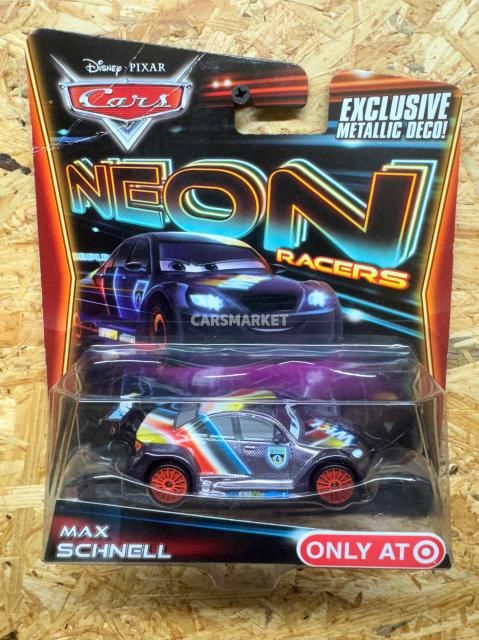 Disney · PIXAR
Cars
EXCLUSIVE
METALLIC DECO!
NEON
RACERS
CARSMARKET
MAX
SCHNELL
ONLY AT